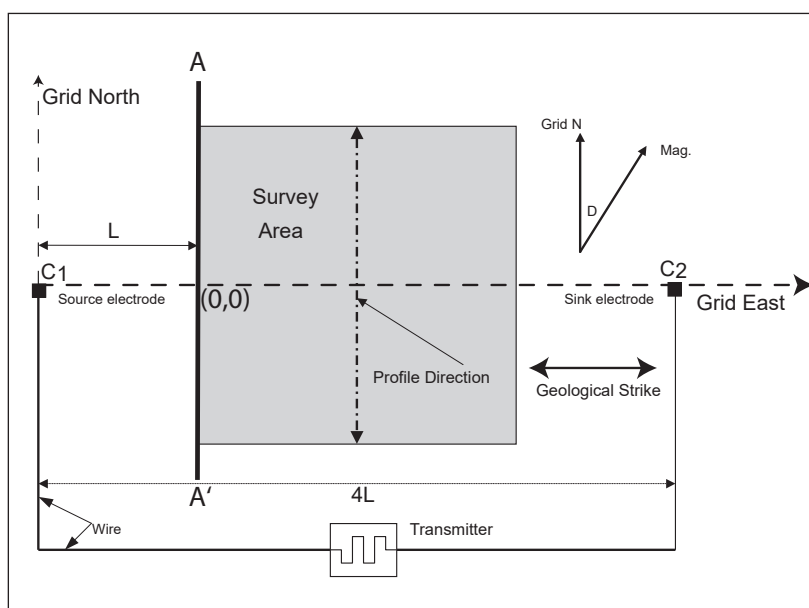 A
Grid North
Grid N
Mag.
D
Survey
Area
L
C1
C2
Source electrode
(0,0)
Sink electrode
Grid East
Profile Direction
Geological Strike
A'
4L
Wire
Transmitter